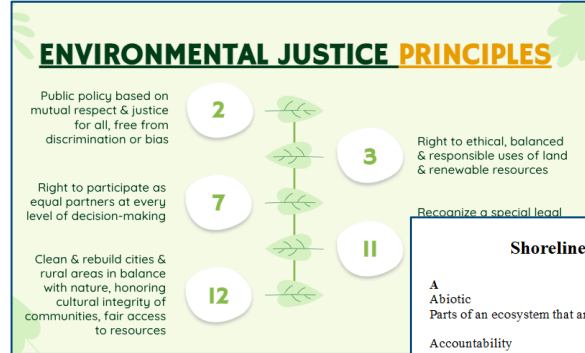 ENVIRONMENTAL JUSTICE PRINCIPLES
Public policy based on
mutual respect & justice
for all, free from
discrimination or bias
2
3
Right to ethical, balanced
& responsible uses of land
& renewable resources
Right to participate as
equal partners at every
level of decision-making
7
Recognize a special legal
11
Clean & rebuild cities &
rural areas in balance
with nature, honoring
cultural integrity of
communities, fair access
to resources
12
Shoreline
A
Abiotic
Parts of an ecosystem that
Accountability